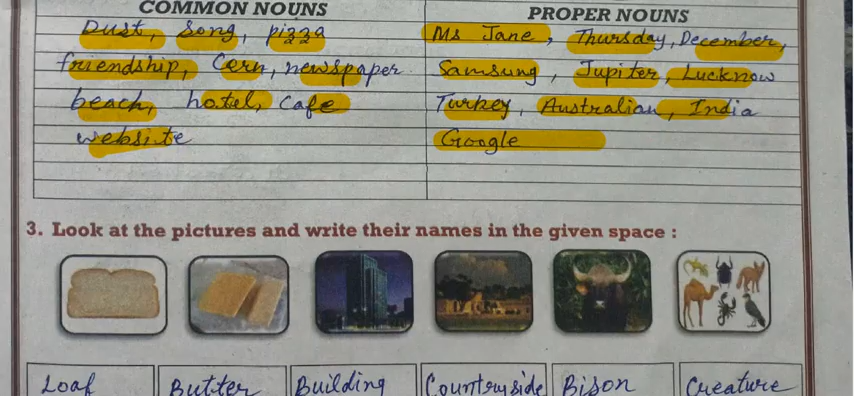 COMMON NOUNS
PROPER NOUNS
Dust, Song, pizza
Ms Jane, Thursday, December,
friendship, Cern, newspaper
Samsung, Jupiter, Lucknow
beach, hotel, Cafe
Turkey, Australian, India
website
Google
3. Look at the pictures and write their names in the given space :
Loaf Butter Building Countryside Bison Creature